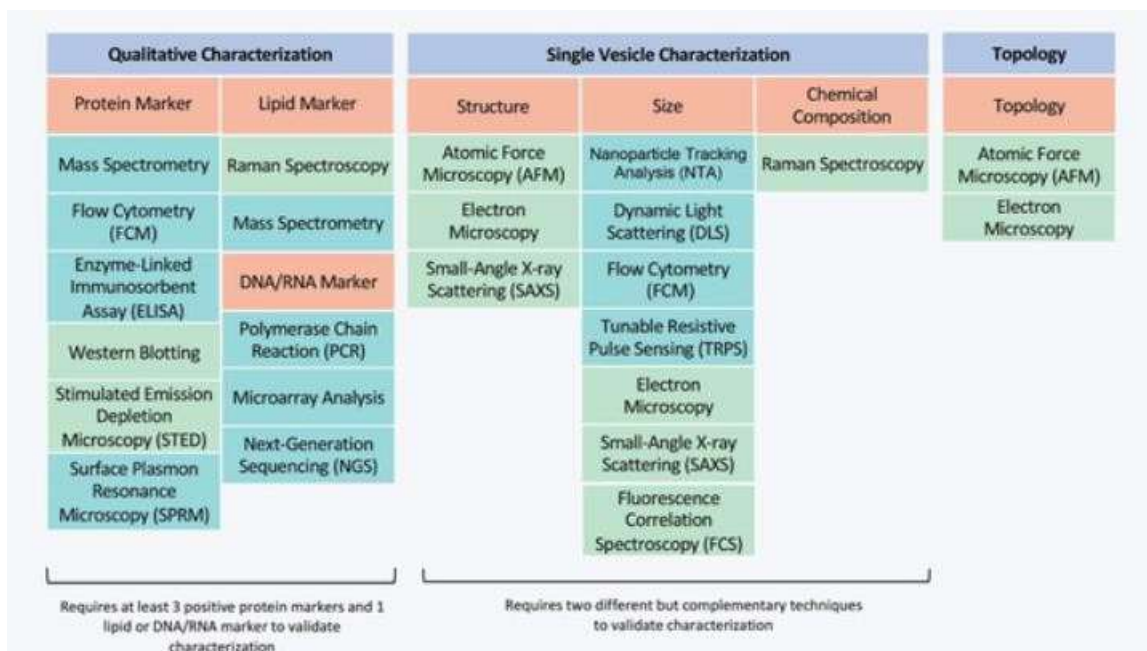 Qualitative Characterization
Protein Marker
Mass Spectrometry
Flow Cytometry
(FCM)
Enzyme-Linked
Immunosorbent
Assay (ELISA)
Western Blotting
Stimulated Emission
Depletion
Microscopy (STED)
Surface Plasmon
Resonance
Microscopy (SPRM)
Lipid Marker
Raman Spectroscopy
Mass Spectrometry
DNA/RNA Marker
Polymerase Chain
Reaction (PCR)
Microarray Analysis
Next-Generation
Sequencing (NGS)
Requires at least 3 positive protein markers and 1
lipid or DNA/RNA marker to validate
characterization
Single Vesicle Characterization
Structure
Atomic Force
Microscopy (AFM)
Electron
Microscopy
Small-Angle X-ray
Scattering (SAXS)
Size
Nanoparticle Tracking
Analysis (NTA)
Dynamic Light
Scattering (DLS)
Flow Cytometry
(FCM)
Tunable Resistive
Pulse Sensing (TRPS)
Electron
Microscopy
Small-Angle X-ray
Scattering (SAXS)
Fluorescence
Correlation
Spectroscopy (FCS)
Chemical
Composition
Raman Spectroscopy
Requires two different but complementary techniques
to validate characterization
Topology
Topology
Atomic Force
Microscopy (AFM)
Electron
Microscopy